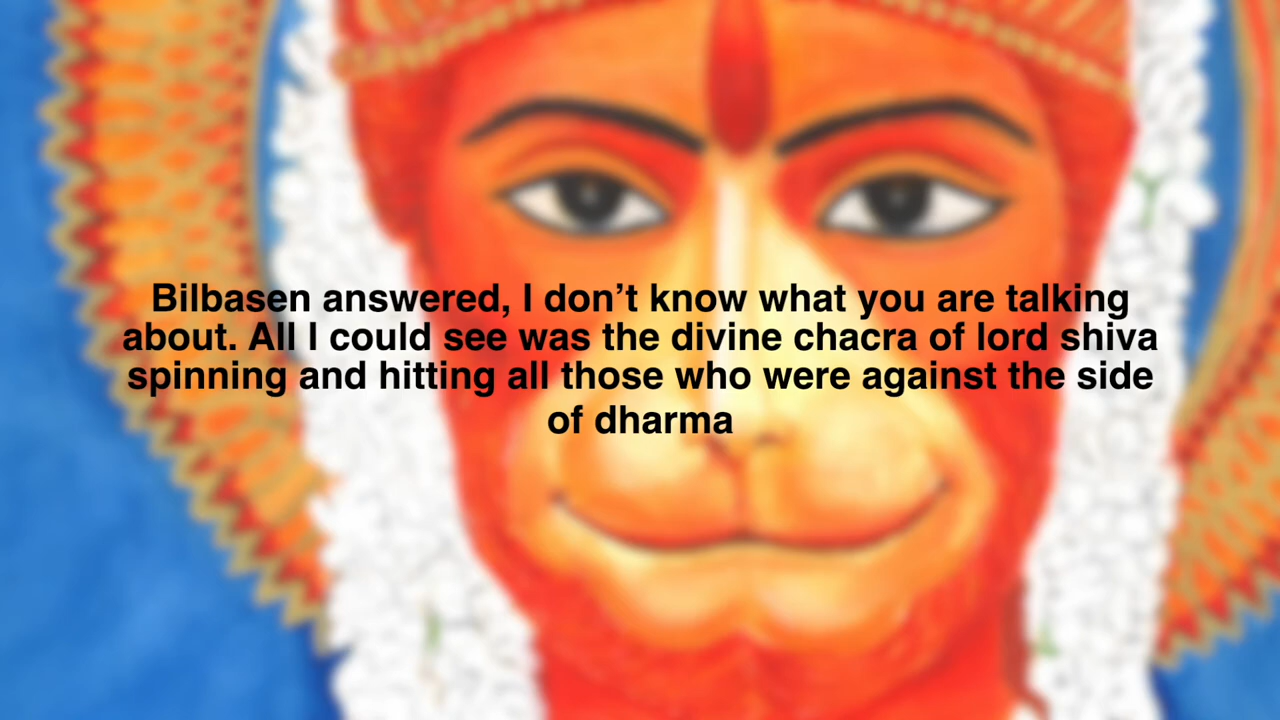 Bilbasen answered, I don’t know what you are talking
about. All I could see was the divine chacra of lord shiva
spinning and hitting all those who were against the side
of dharma